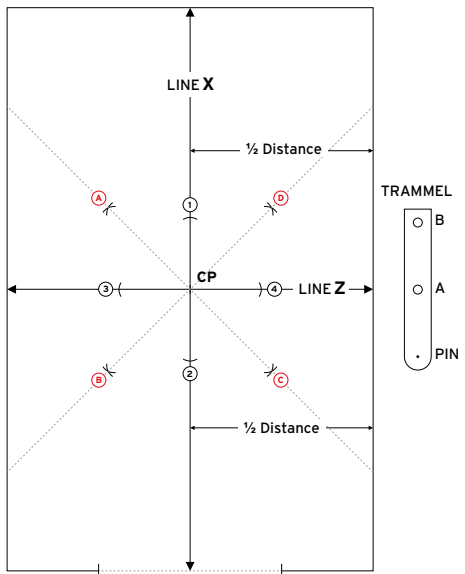 LINE X
½ Distance
TRAMMEL
A
D
1
B
CP
3
4
LINE Z
A
B
2
C
PIN
½ Distance